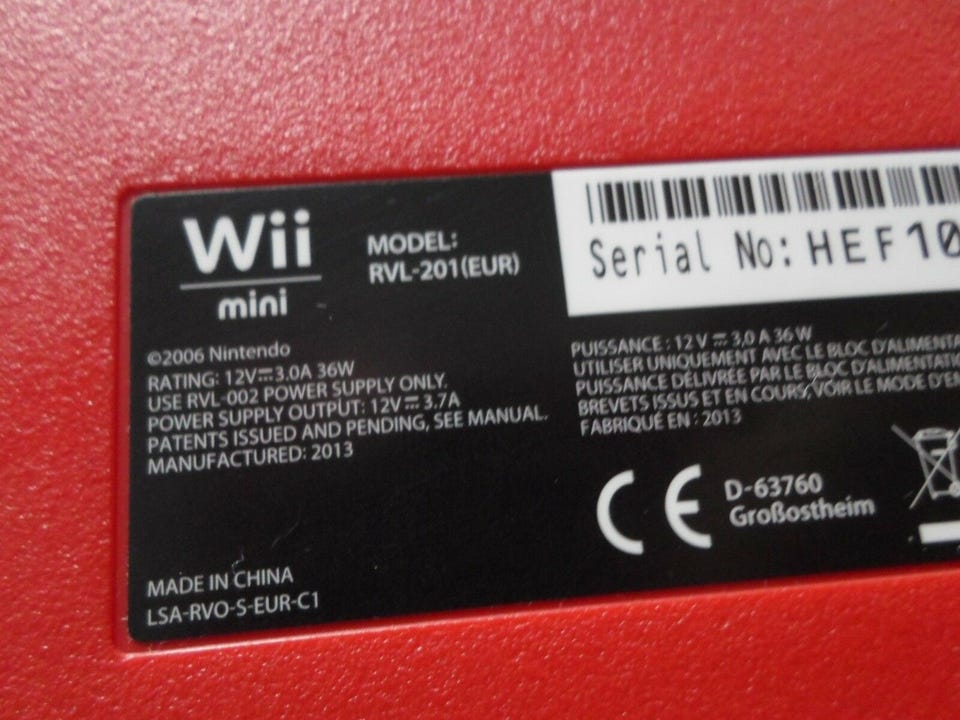 Wii
mini
MODEL:
RVL-201(EUR)
©2006 Nintendo
RATING: 12V⎓3.0A 36W
USE RVL-002 POWER SUPPLY ONLY.
POWER SUPPLY OUTPUT: 12V⎓3.7A
PATENTS ISSUED AND PENDING, SEE MANUAL.
MANUFACTURED: 2013
MADE IN CHINA
LSA-RVO-S-EUR-C1
Serial No: HEF10
PUISSANCE : 12 V ⎓ 3,0 A 36 W
UTILISER UNIQUEMENT AVEC LE BLOC D'ALIMENTA
PUISSANCE DÉLIVRÉE PAR LE BLOC D'ALIMENTATIO
BREVETS ISSUS ET EN COURS, VOIR LE MODE D'EM
FABRIQUÉ EN : 2013
CE
D-63760
Großostheim